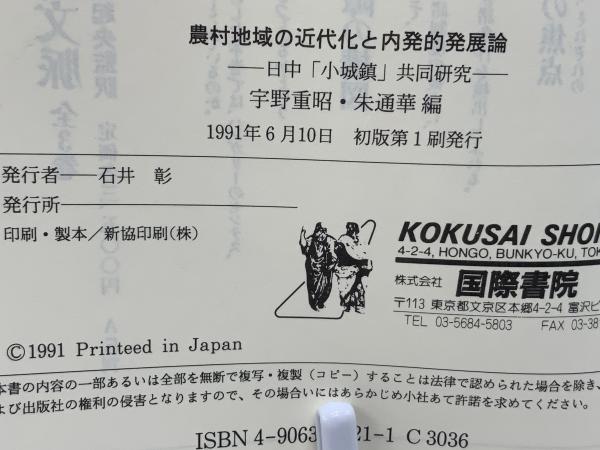 農村地域の近代化と内発的発展論
──日中「小城鎮」共同研究──
宇野重昭・朱通華 編
1991年6月10日　初版第1刷発行
発行者──石井　彰
発行所
印刷・製本／新協印刷(株)
KOKUSAI SHO
4-2-4, HONGO, BUNKYO-KU, TO
株式会社 国際書院
〒113 東京都文京区本郷4-2-4 富沢ビ
TEL 03-5684-5803 FAX 03-38
©1991 Printeed in Japan
本書の内容の一部あるいは全部を無断で複写・複製（コピー）することは法律で認められた場合を除き、
よび出版社の権利の侵害となりますので、その場合にはあらかじめ小社あて許諾を求めてください。
ISBN 4-9063 21-1 C3036